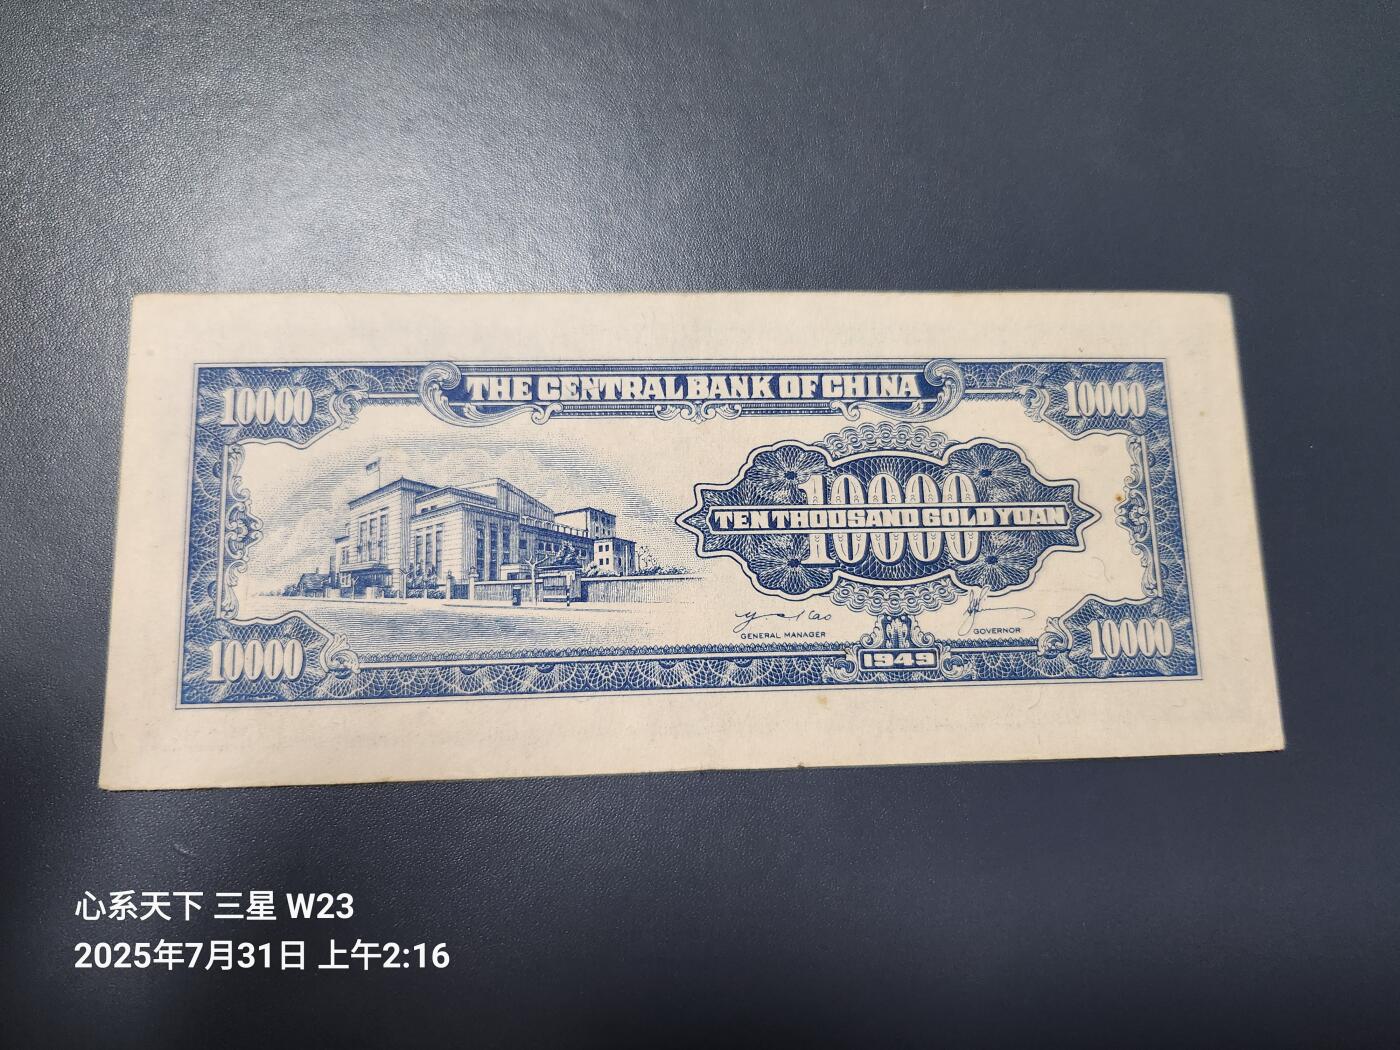 THE CENTRAL BANK OF CHINA
10000
10000
10000
TEN THOUSAND GOLD YUAN
GENERAL MANAGER
GOVERNOR
10000
1949
10000
心系天下 三星 W23
2025年7月31日 上午2:16